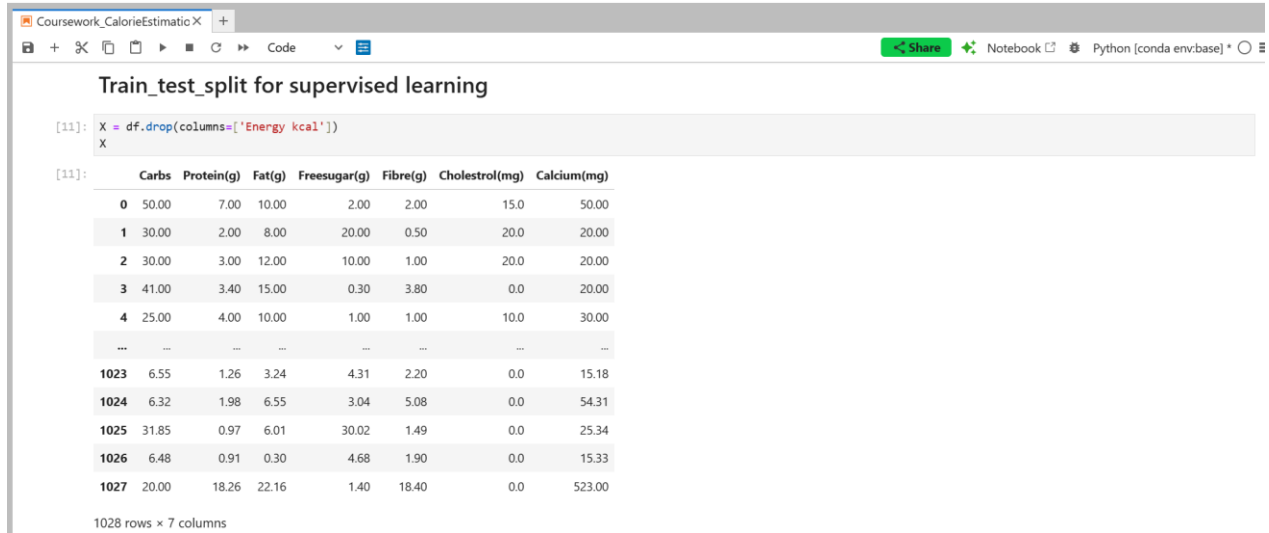 Coursework_CalorieEstimatic
Code Share Notebook Python [conda env:base] *
Train_test_split for supervised learning
[11]: X = df.drop(columns=['Energy kcal'])
X
[11]: Carbs Protein(g) Fat(g) Freesugar(g) Fibre(g) Cholestrol(mg) Calcium(mg)
0 50.00 7.00 10.00 2.00 2.00 15.0 50.00
1 30.00 2.00 8.00 20.00 0.50 20.0 20.00
2 30.00 3.00 12.00 10.00 1.00 20.0 20.00
3 41.00 3.40 15.00 0.30 3.80 0.0 20.00
4 25.00 4.00 10.00 1.00 1.00 10.0 30.00
... ... ... ... ... ... ... ...
1023 6.55 1.26 3.24 4.31 2.20 0.0 15.18
1024 6.32 1.98 6.55 3.04 5.08 0.0 54.31
1025 31.85 0.97 6.01 30.02 1.49 0.0 25.34
1026 6.48 0.91 0.30 4.68 1.90 0.0 15.33
1027 20.00 18.26 22.16 1.40 18.40 0.0 523.00
1028 rows × 7 columns